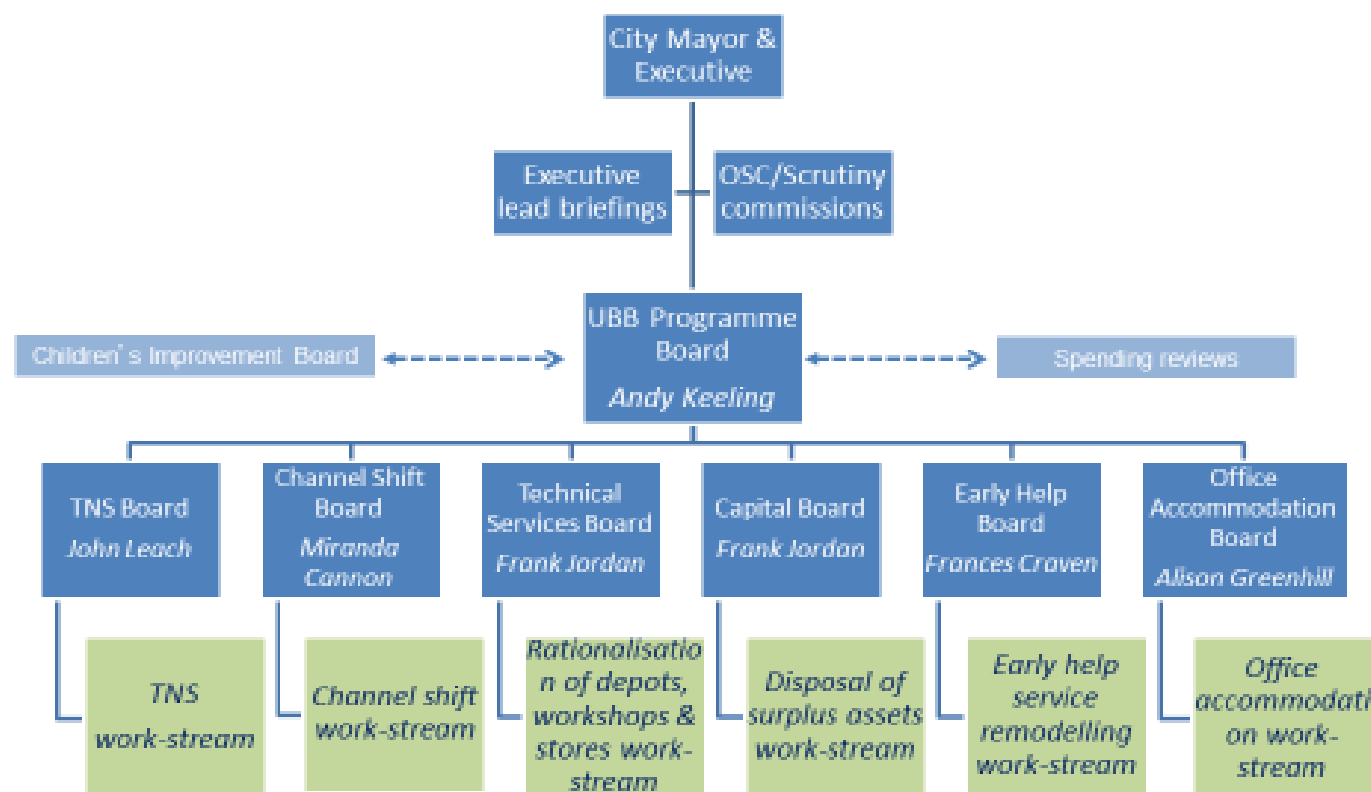 City Mayor &
Executive
Executive
lead briefings
OSC/Scrutiny
commissions
UBB Programme
Board
Andy Keeling
Children's Improvement Board
Spending reviews
TNS Board
John Leach
Channel Shift
Board
Miranda
Cannon
Technical
Services Board
Frank Jordan
Capital Board
Frank Jordan
Early Help
Board
Frances Craven
Office
Accommodation
Board
Alison Greenhill
TNS
work-stream
Channel shift
work-stream
Rationalisatio
n of depots,
workshops &
stores work-
stream
Disposal of
surplus assets
work-stream
Early help
service
remodelling
work-stream
Office
accommodati
on work-
stream